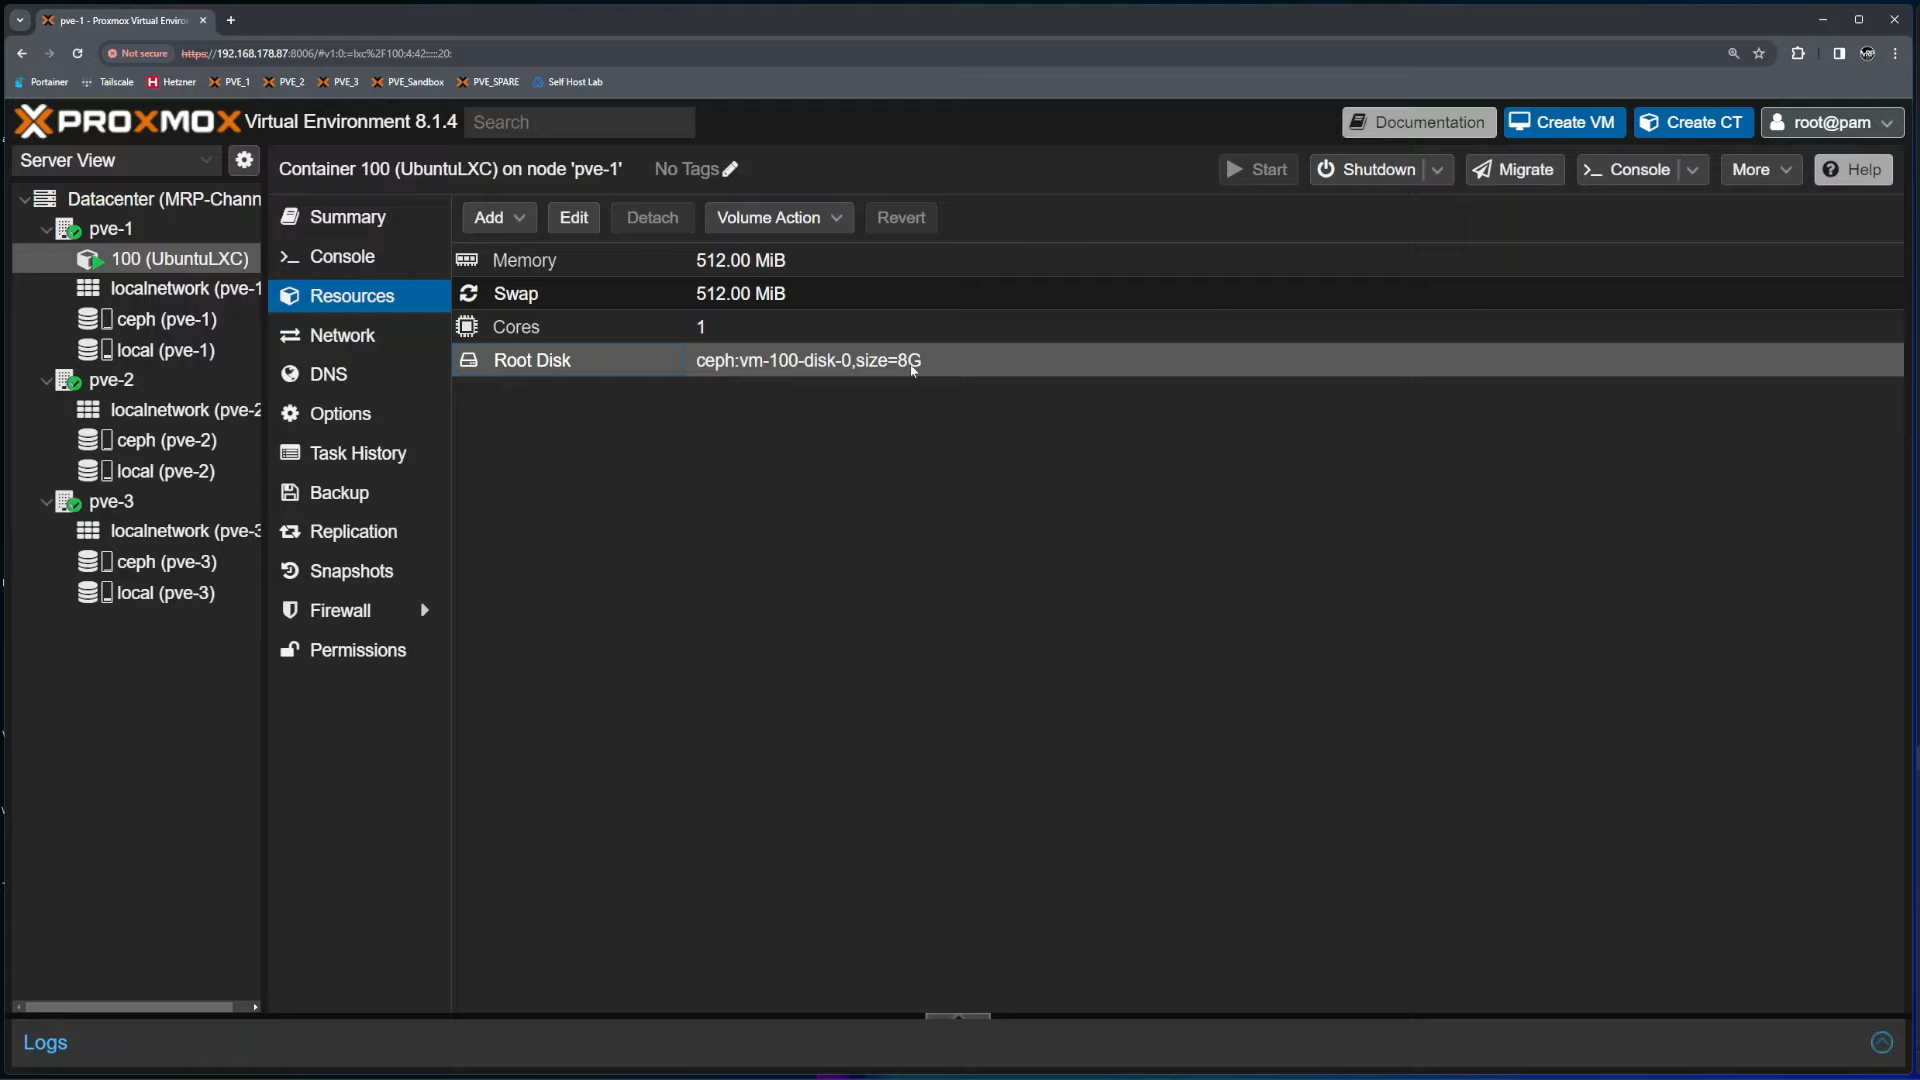 pve-1 - Proxmox Virtual Enviro
Not secure https://192.168.178.87:8006/#v1:0:=lxc%2F100:4:42:::::20:
Portainer Tailscale Hetzner PVE_1 PVE_2 PVE_3 PVE_Sandbox PVE_SPARE Self Host Lab
PROXMOX Virtual Environment 8.1.4 Search Documentation Create VM Create CT root@pam
Server View
Container 100 (UbuntuLXC) on node 'pve-1' No Tags Start Shutdown Migrate Console More Help
Datacenter (MRP-Chann
pve-1
100 (UbuntuLXC)
localnetwork (pve-1
ceph (pve-1)
local (pve-1)
pve-2
localnetwork (pve-2
ceph (pve-2)
local (pve-2)
pve-3
localnetwork (pve-3
ceph (pve-3)
local (pve-3)
Summary
Console
Resources
Network
DNS
Options
Task History
Backup
Replication
Snapshots
Firewall
Permissions
Add Edit Detach Volume Action Revert
Memory 512.00 MiB
Swap 512.00 MiB
Cores 1
Root Disk ceph:vm-100-disk-0,size=8G
Logs